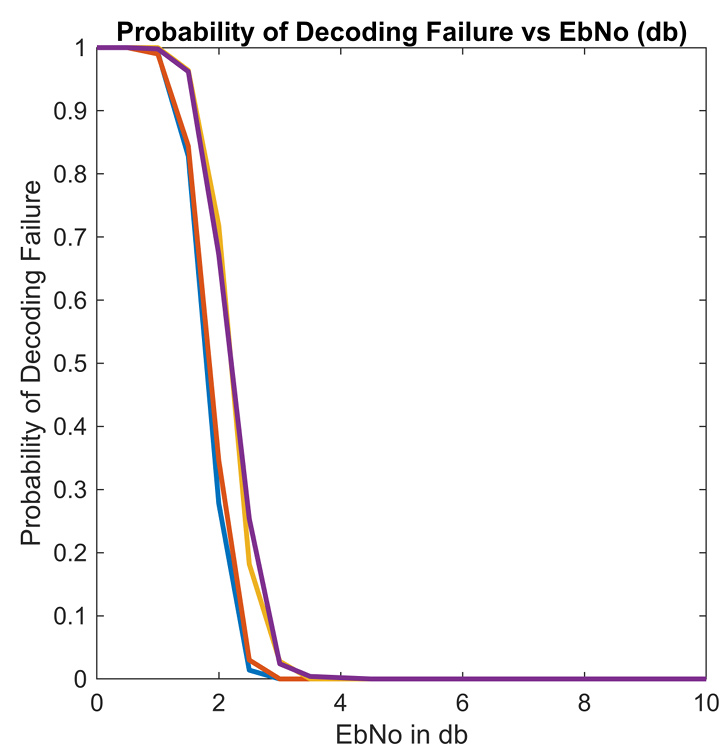 Probability of Decoding Failure vs EbNo (db)
1
0.9
0.8
0.7
0.6
0.5
0.4
0.3
0.2
0.1
0
Probability of Decoding Failure
0 2 4 6 8 10
EbNo in db